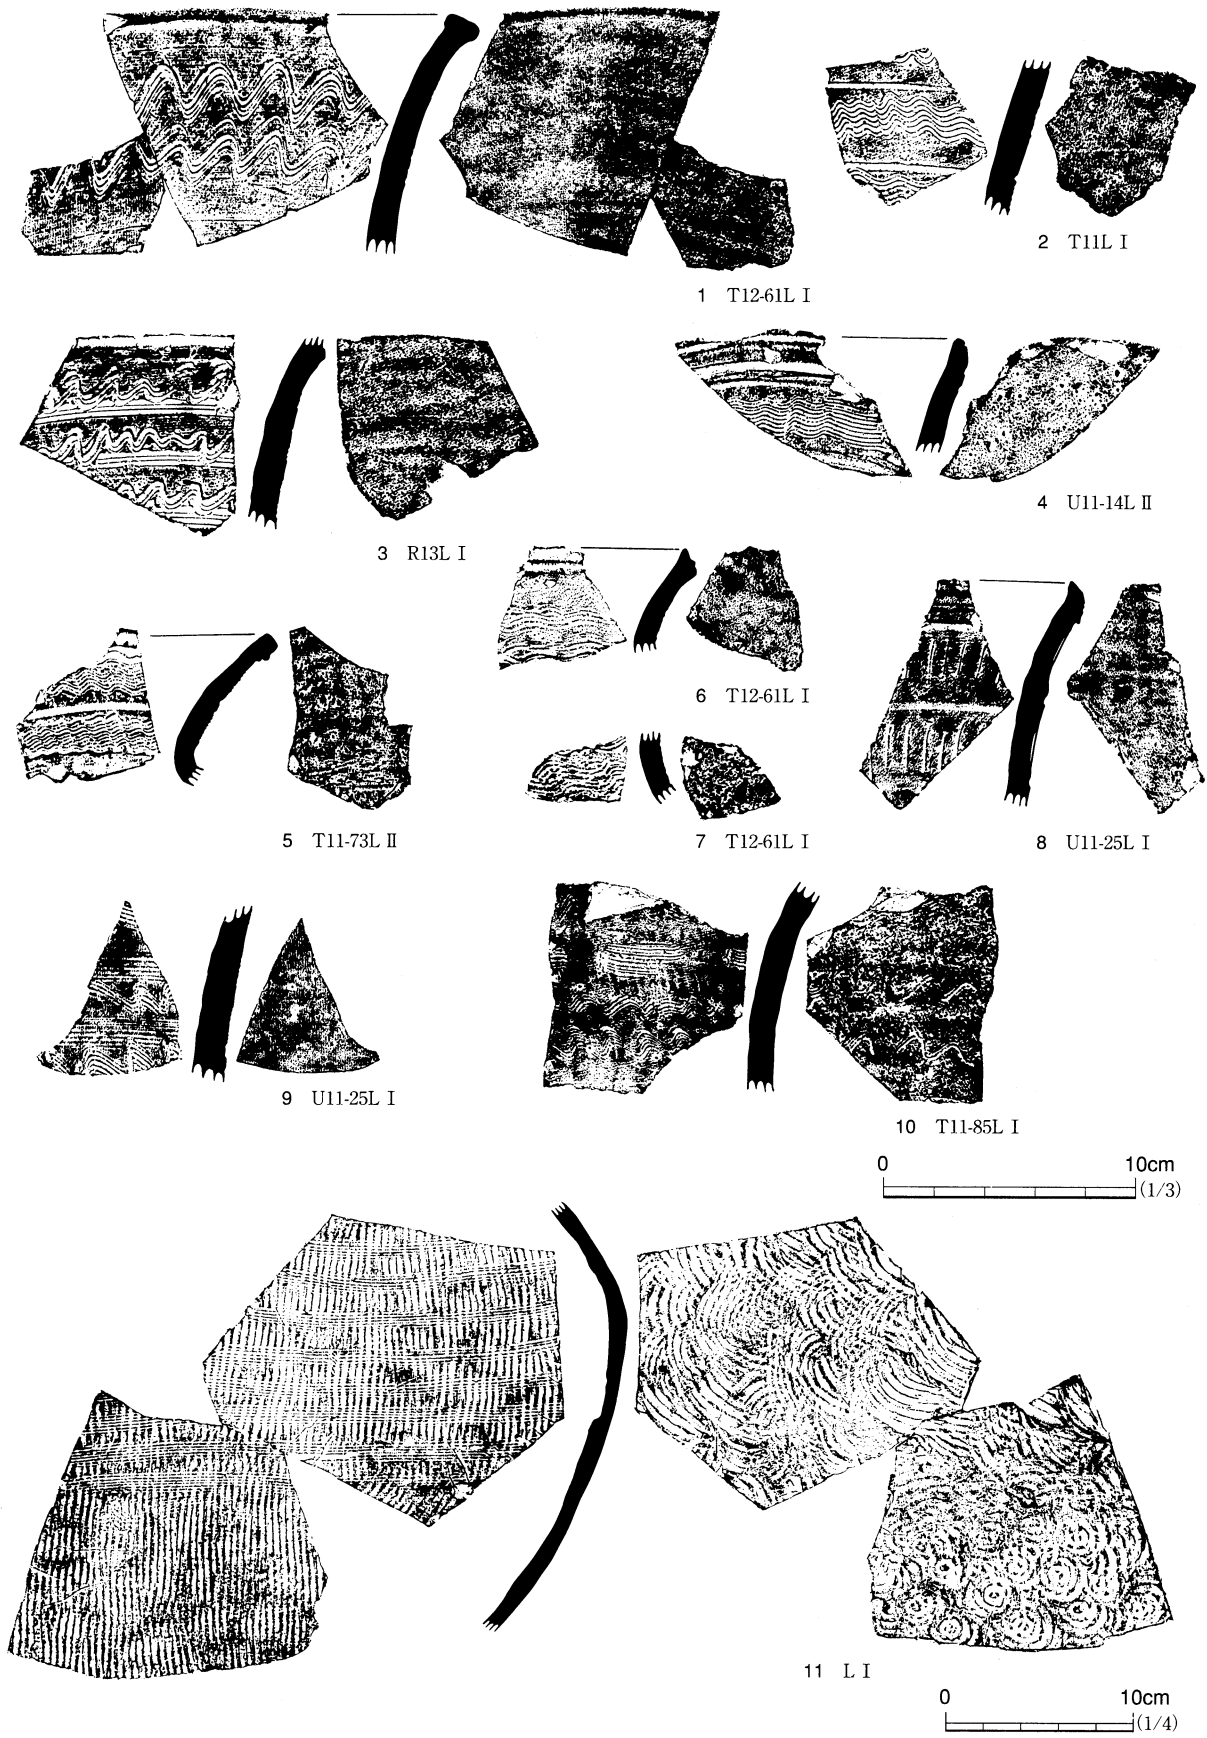 1 T12-61L Ⅰ
2 T11L Ⅰ
3 R13L Ⅰ
4 U11-14L Ⅱ
5 T11-73L Ⅱ
6 T12-61L Ⅰ
7 T12-61L Ⅰ
8 U11-25L Ⅰ
9 U11-25L Ⅰ
10 T11-85L Ⅰ
0 10cm
(1/3)
11 L Ⅰ
0 10cm
(1/4)